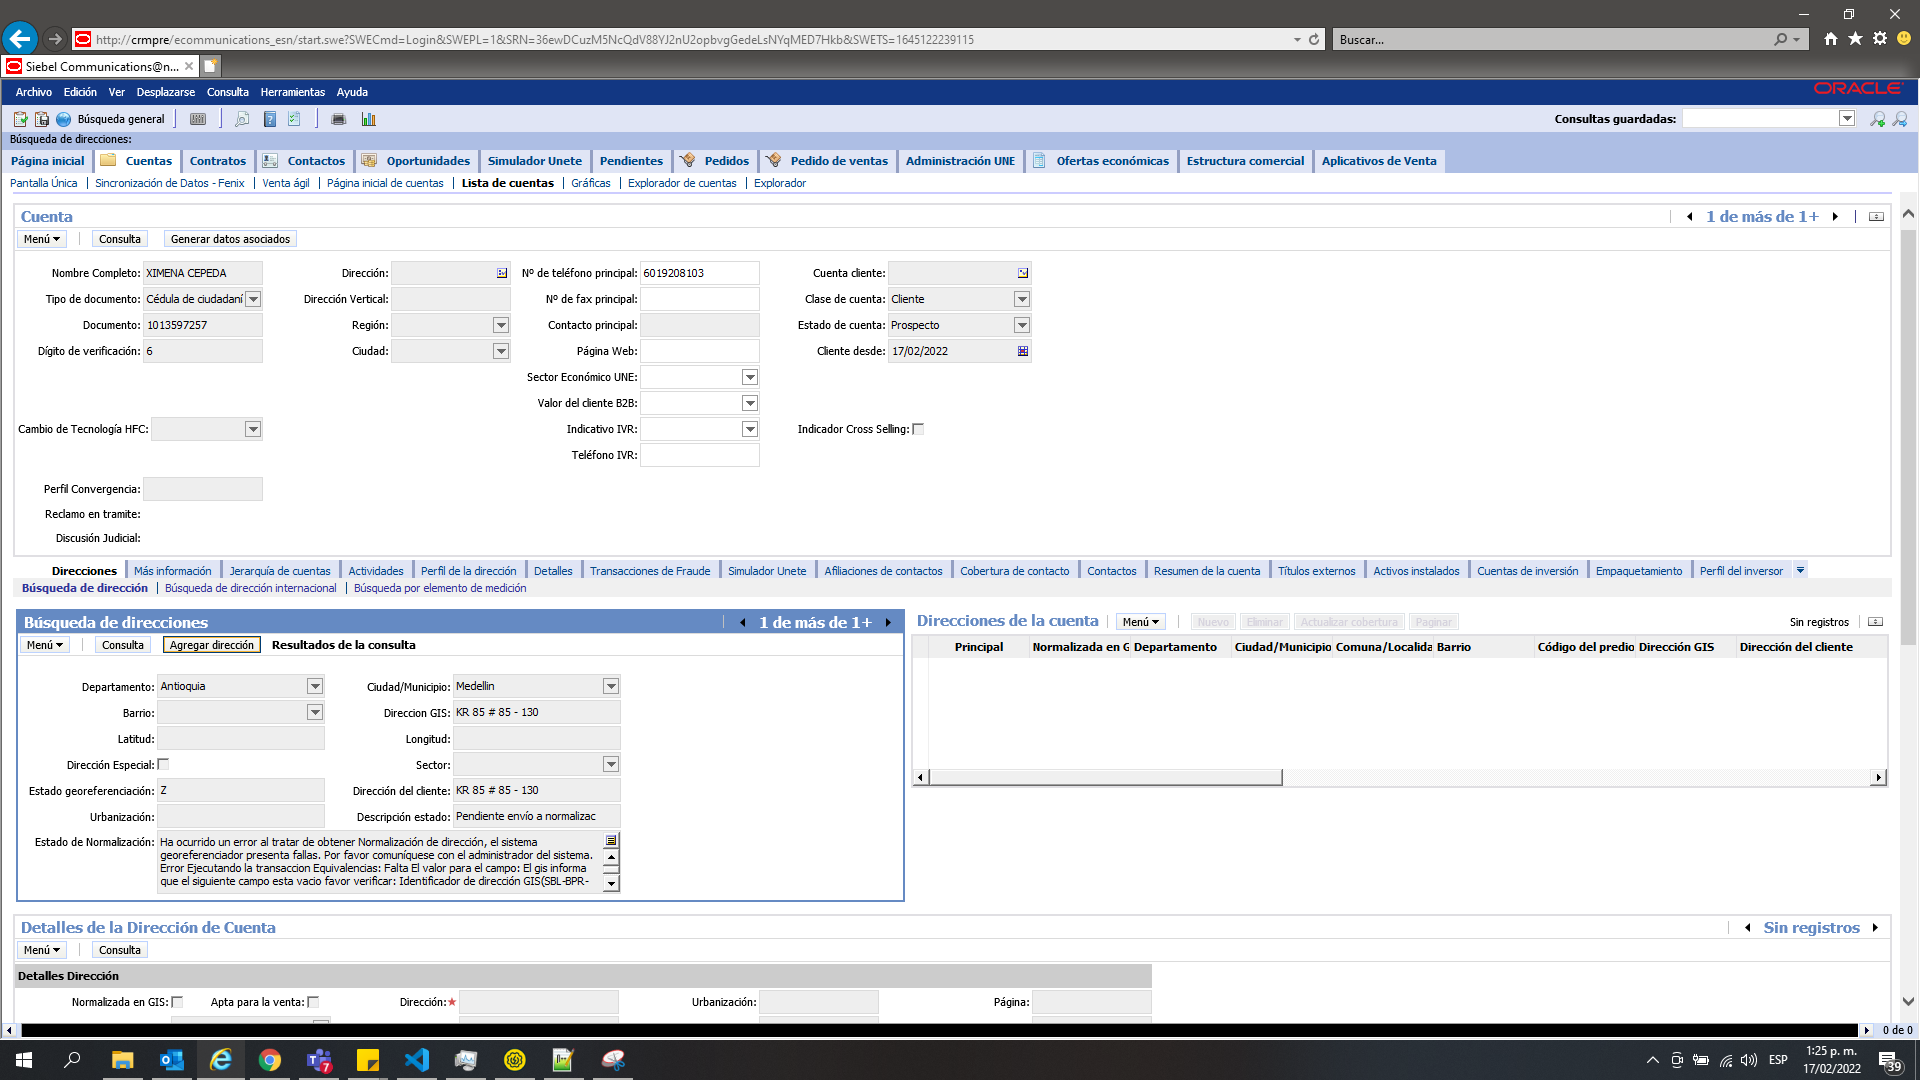 http://crmpre/ecommunications_esn/start.swe?SWECmd=Login&SWEPL=1&SRN=36ewDCuzM5NcQdV88YJ2nU2opbvgGedeLsNYqMED7Hkb&SWETS=1645122239115
Buscar...
Siebel Communications@n...
Archivo Edición Ver Desplazarse Consulta Herramientas Ayuda
ORACLE
Búsqueda general
Consultas guardadas:
Búsqueda de direcciones:
Página inicial Cuentas Contratos Contactos Oportunidades Simulador Unete Pendientes Pedidos Pedido de ventas Administración UNE Ofertas económicas Estructura comercial Aplicativos de Venta
Pantalla Única Sincronización de Datos - Fenix Venta ágil Página inicial de cuentas Lista de cuentas Gráficas Explorador de cuentas Explorador
Cuenta
1 de más de 1+
Menú Consulta Generar datos asociados
Nombre Completo: XIMENA CEPEDA Dirección: Nº de teléfono principal: 6019208103 Cuenta cliente:
Tipo de documento: Cédula de ciudadaní Dirección Vertical: Nº de fax principal: Clase de cuenta: Cliente
Documento: 1013597257 Región: Contacto principal: Estado de cuenta: Prospecto
Dígito de verificación: 6 Ciudad: Página Web: Cliente desde: 17/02/2022
Sector Económico UNE:
Valor del cliente B2B:
Cambio de Tecnología HFC: Indicativo IVR: Indicador Cross Selling:
Teléfono IVR:
Perfil Convergencia:
Reclamo en tramite:
Discusión Judicial:
Direcciones Más información Jerarquía de cuentas Actividades Perfil de la dirección Detalles Transacciones de Fraude Simulador Unete Afiliaciones de contactos Cobertura de contacto Contactos Resumen de la cuenta Títulos externos Activos instalados Cuentas de inversión Empaquetamiento Perfil del inversor
Búsqueda de dirección Búsqueda de dirección internacional Búsqueda por elemento de medición
Búsqueda de direcciones
1 de más de 1+
Menú Consulta Agregar dirección Resultados de la consulta
Departamento: Antioquia Ciudad/Municipio: Medellin
Barrio: Direccion GIS: KR 85 # 85 - 130
Latitud: Longitud:
Dirección Especial: Sector:
Estado georeferenciación: Z Dirección del cliente: KR 85 # 85 - 130
Urbanización: Descripción estado: Pendiente envío a normalizac
Estado de Normalización: Ha ocurrido un error al tratar de obtener Normalización de dirección, el sistema
georeferenciador presenta fallas. Por favor comuníquese con el administrador del sistema.
Error Ejecutando la transaccion Equivalencias: Falta El valor para el campo: El gis informa
que el siguiente campo esta vacio favor verificar: Identificador de dirección GIS(SBL-BPR-
Direcciones de la cuenta
Menú Nuevo Eliminar Actualizar cobertura Paginar
Sin registros
Principal Normalizada en G Departamento Ciudad/Municipio Comuna/Localida Barrio Código del predio Dirección GIS Dirección del cliente
Detalles de la Dirección de Cuenta
Sin registros
Menú Consulta
Detalles Dirección
Normalizada en GIS: Apta para la venta: Dirección:★ Urbanización: Página:
0 de 0
7
ESP
1:25 p. m.
17/02/2022
39